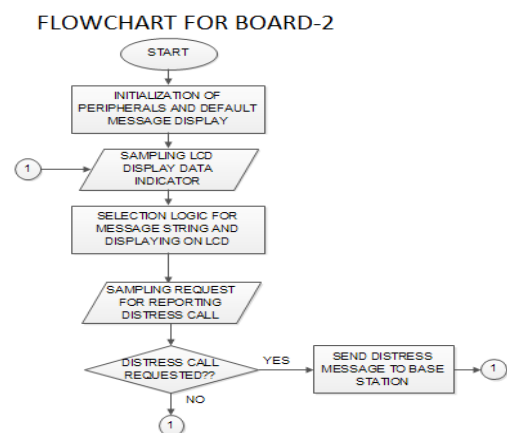 FLOWCHART FOR BOARD-2
START
INITIALIZATION OF
PERIPHERALS AND DEFAULT
MESSAGE DISPLAY
1
SAMPLING LCD
DISPLAY DATA
INDICATOR
SELECTION LOGIC FOR
MESSAGE STRING AND
DISPLAYING ON LCD
SAMPLING REQUEST
FOR REPORTING
DISTRESS CALL
DISTRESS CALL
REQUESTED??
YES
SEND DISTRESS
MESSAGE TO BASE
STATION
1
NO
1